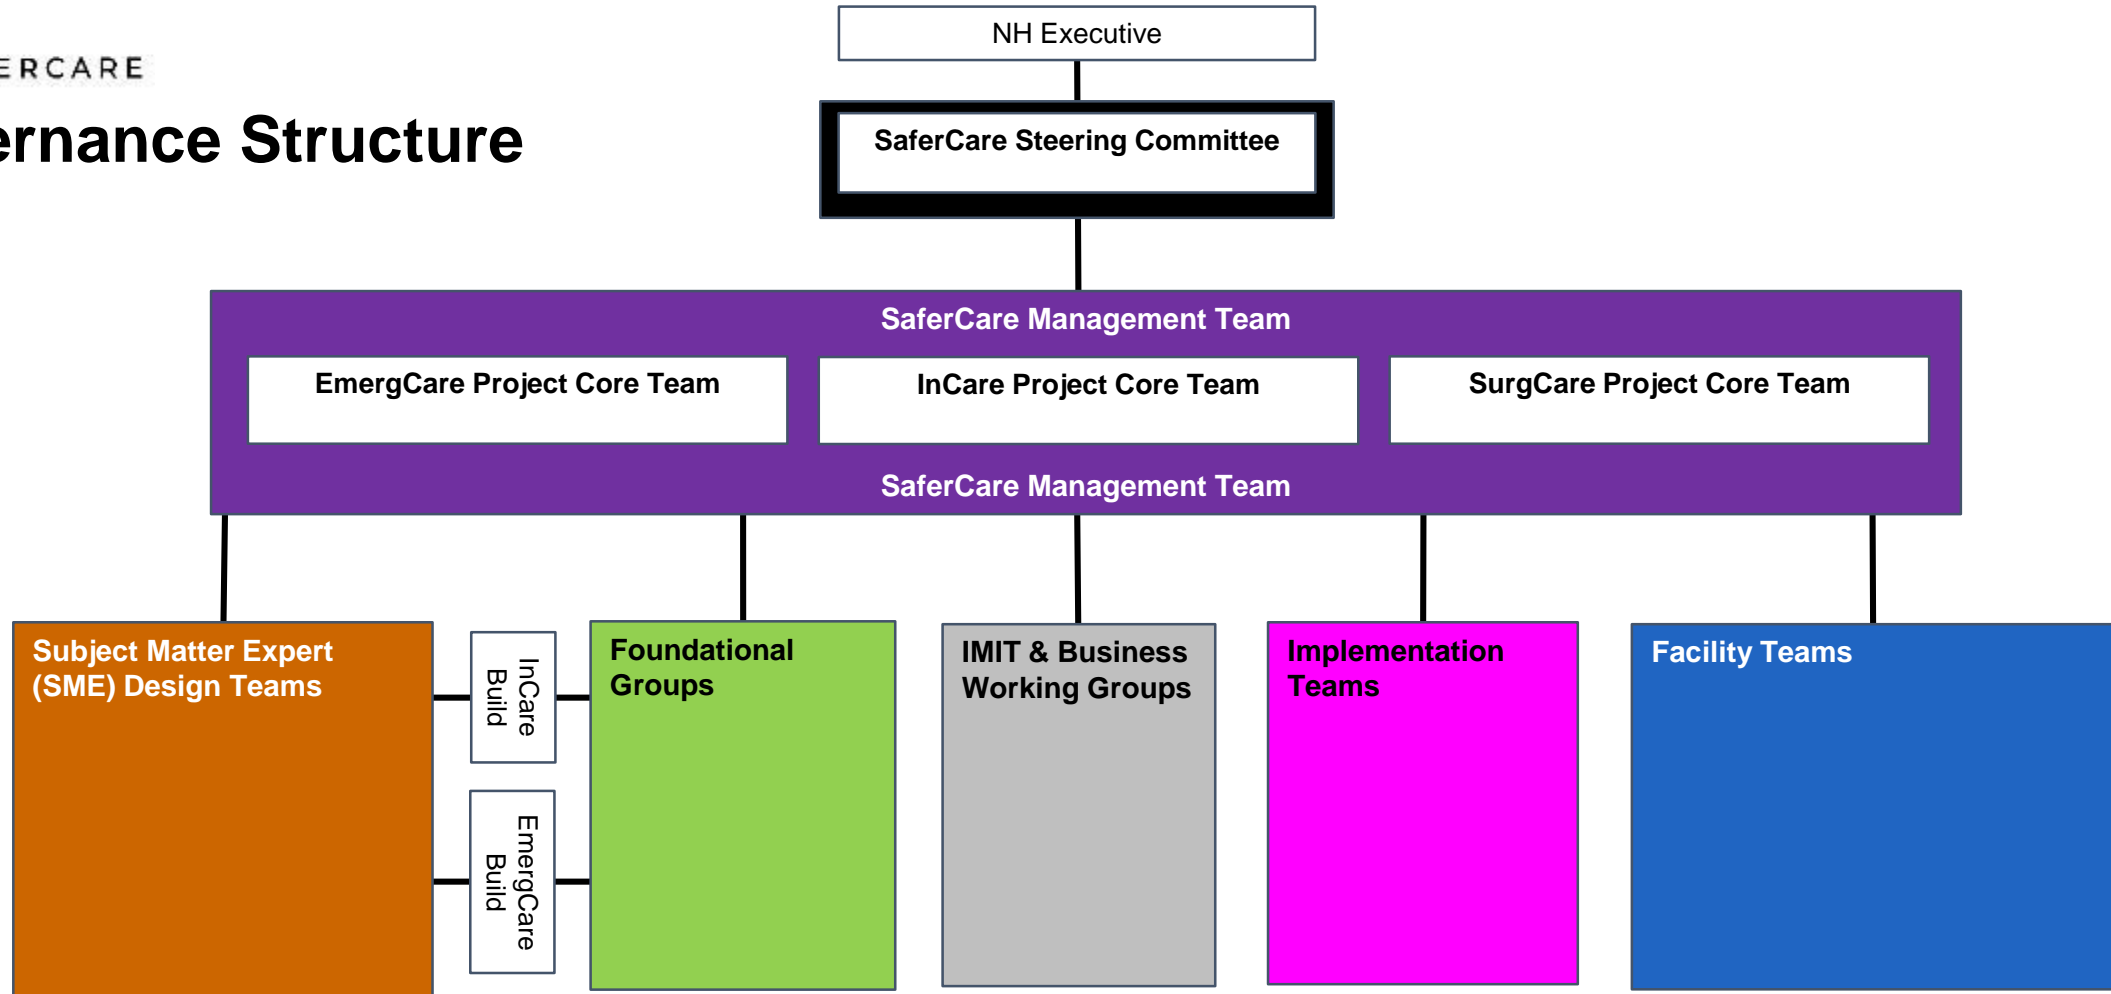 NH Executive
ERCARE
ernance Structure
SaferCare Steering Committee
SaferCare Management Team
EmergCare Project Core Team
InCare Project Core Team
SurgCare Project Core Team
SaferCare Management Team
Subject Matter Expert
(SME) Design Teams
InCare
Build
EmergCare
Build
Foundational
Groups
IMIT & Business
Working Groups
Implementation
Teams
Facility Teams